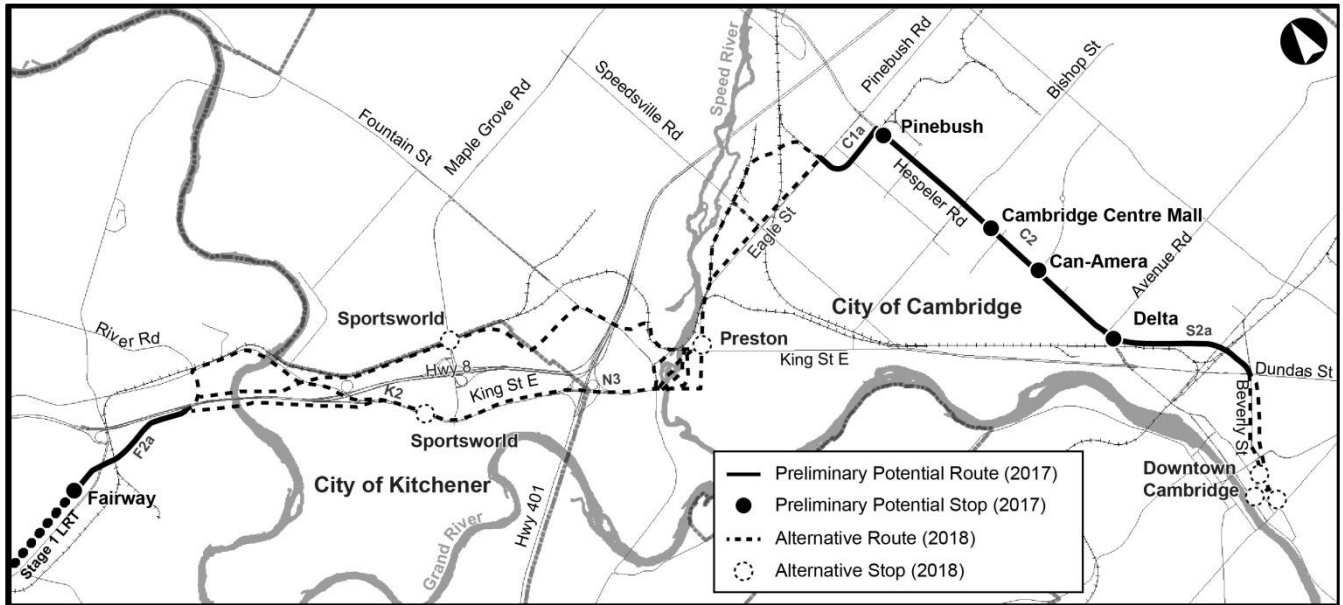 Speed River
Pinebush Rd
Bishop St
Speedsville Rd
Maple Grove Rd
Fountain St
C1a
Pinebush
Hespeler Rd
Cambridge Centre Mall
C2
Eagle St
Can-Amera
Avenue Rd
City of Cambridge
Sportsworld
Delta
River Rd
Preston
S2a
King St E
Hwy 8
King St E
N3
K2
Dundas St
Beverly St
Sportsworld
F2a
Downtown
Cambridge
City of Kitchener
Fairway
Grand River
Hwy 401
Stage 1 LRT
Preliminary Potential Route (2017)
Preliminary Potential Stop (2017)
Alternative Route (2018)
Alternative Stop (2018)